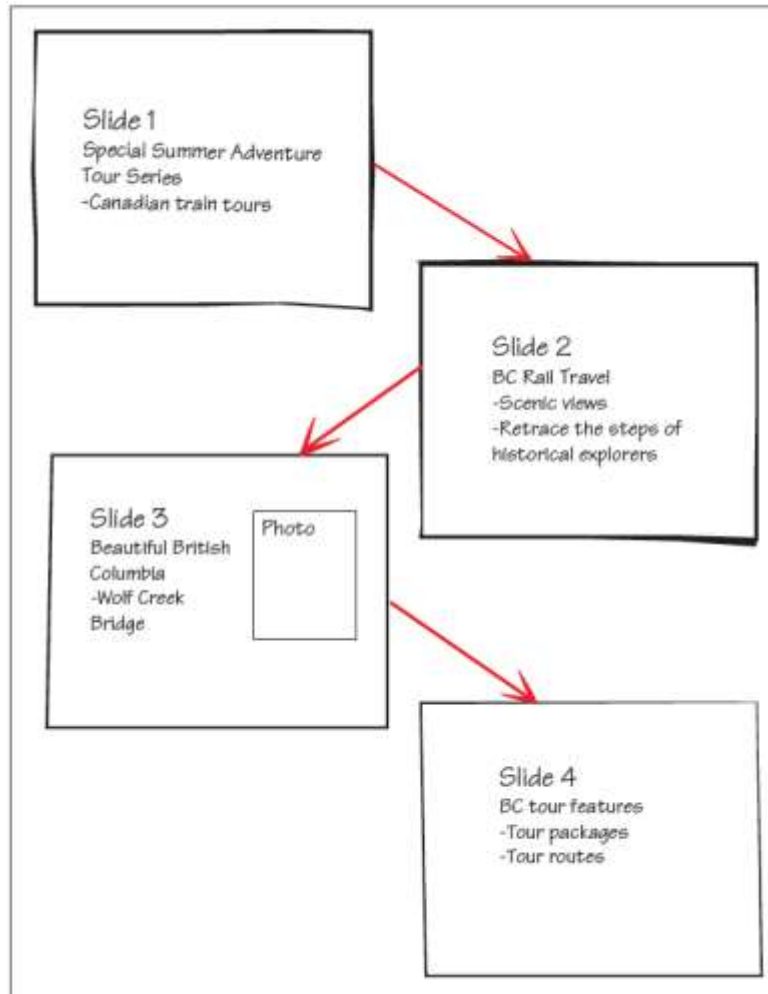 Slide 1
Special Summer Adventure
Tour Series
-Canadian train tours
Slide 2
BC Rail Travel
-Scenic views
-Retrace the steps of
historical explorers
Slide 3
Beautiful British
Columbia
-Wolf Creek
Bridge
Photo
Slide 4
BC tour features
-Tour packages
-Tour routes